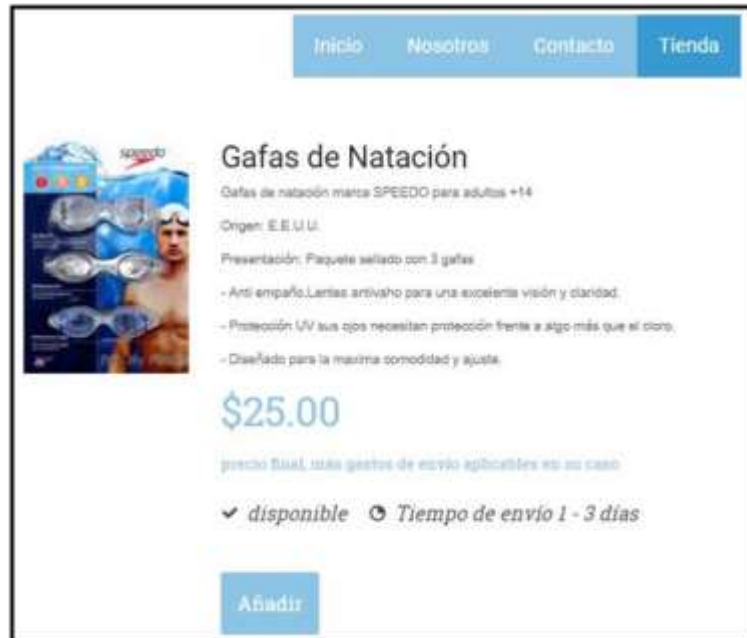 Inicio Nosotros Contacto Tienda
speedo
Gafas de Natación
Gafas de natación marca SPEEDO para adultos +14
Origen: E.E.U.U.
Presentación: Paquete sellado con 3 gafas
- Anti empaño.Lentes antivaho para una excelente visión y claridad.
- Protección UV sus ojos necesitan protección frente a algo más que el cloro.
- Diseñado para la maxima comodidad y ajuste.
$25.00
precio final, más gastos de envío aplicables en su caso
disponible Tiempo de envío 1 - 3 días
Añadir